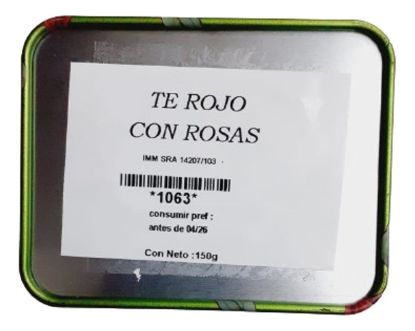 TE ROJO
CON ROSAS
IMM SRA 14207/103 -
*1063*
consumir pref :
antes de 04/26
Con Neto :150g